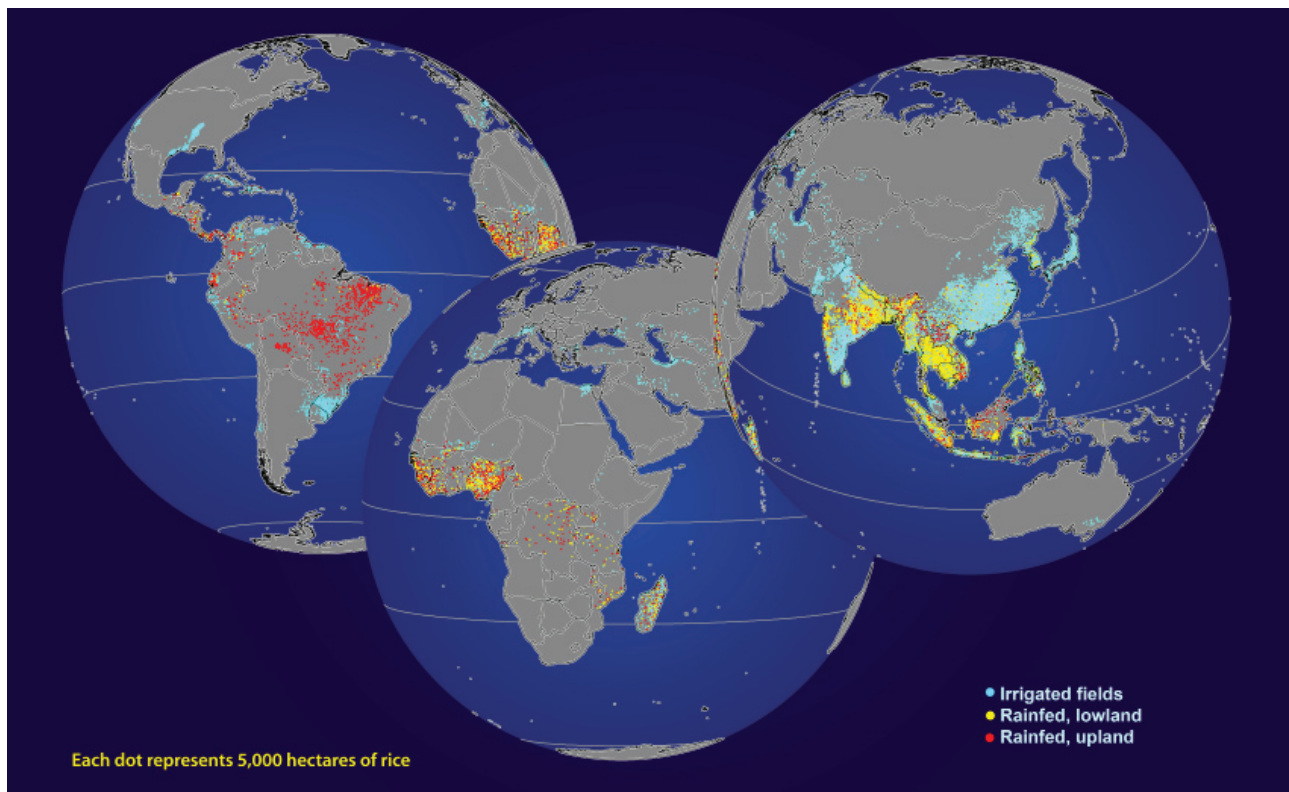 Irrigated fields
Rainfed, lowland
Rainfed, upland
Each dot represents 5,000 hectares of rice